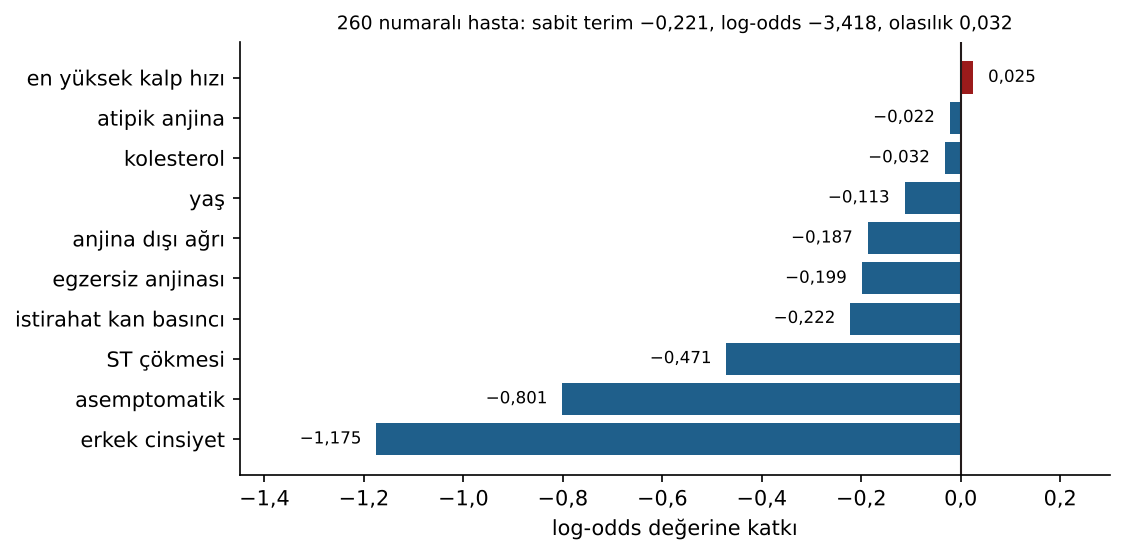 260 numaralı hasta: sabit terim −0,221, log-odds −3,418, olasılık 0,032
en yüksek kalp hızı 0,025
atipik anjina −0,022
kolesterol −0,032
yaş −0,113
anjina dışı ağrı −0,187
egzersiz anjinası −0,199
istirahat kan basıncı −0,222
ST çökmesi −0,471
asemptomatik −0,801
erkek cinsiyet −1,175
−1,4 −1,2 −1,0 −0,8 −0,6 −0,4 −0,2 0,0 0,2
log-odds değerine katkı